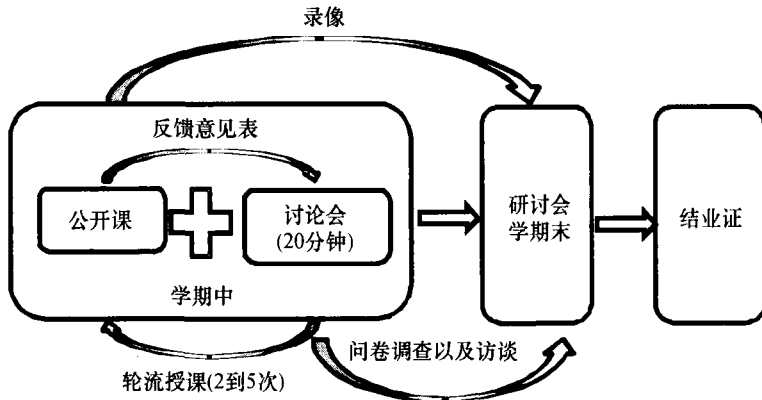 录像
反馈意见表
公开课
讨论会
(20分钟)
学期中
研讨会
学期末
结业证
轮流授课(2到5次)
问卷调查以及访谈